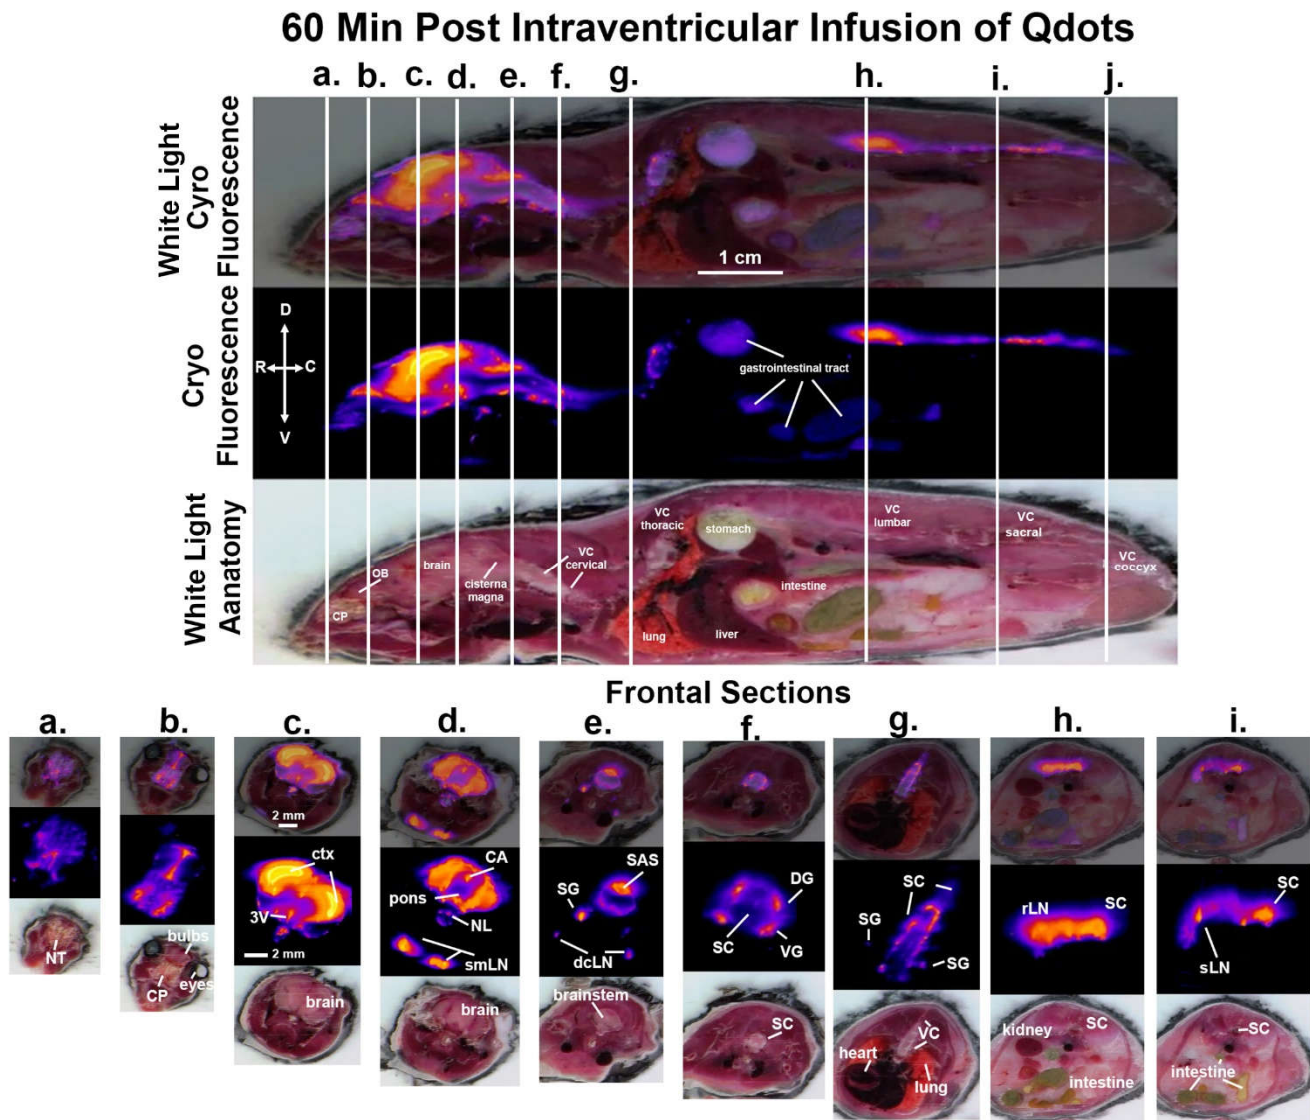 60 Min Post Intraventricular Infusion of Qdots
a. b. c. d. e. f. g. h. i. j.
White Light
Cyro
Fluorescence
1 cm
Cryo
Fluorescence
D
R C
V
gastrointestinal tract
White Light
Aanatomy
CP
OB
brain
cisterna
magna
VC
cervical
VC
thoracic
stomach
lung
liver
intestine
VC
lumbar
VC
sacral
VC
coccyx
Frontal Sections
a. b. c. d. e. f. g. h. i.
NT
bulbs
CP
eyes
2 mm
ctx
3V
2 mm
brain
CA
pons
NL
smLN
brain
SAS
SG
dcLN
brainstem
DG
SC
VG
SC
SC
SG
SG
VC
heart
lung
rLN
SC
kidney
SC
intestine
SC
sLN
SC
intestine